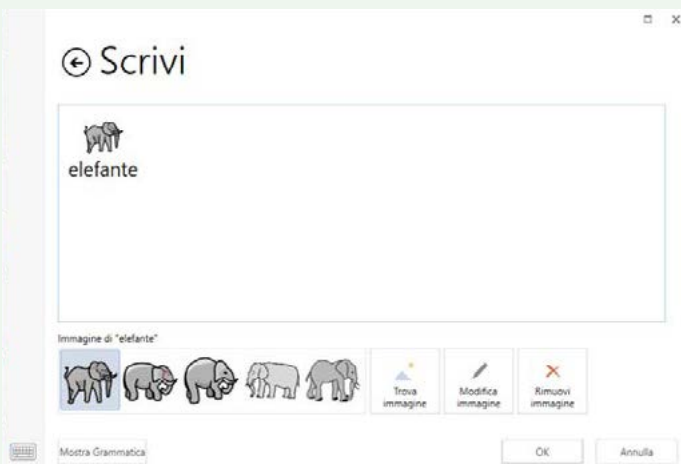 Scrivi
elefante
Immagine di "elefante"
Trova
immagine
Modifica
immagine
Rimuovi
immagine
Mostra Grammatica
OK
Annulla